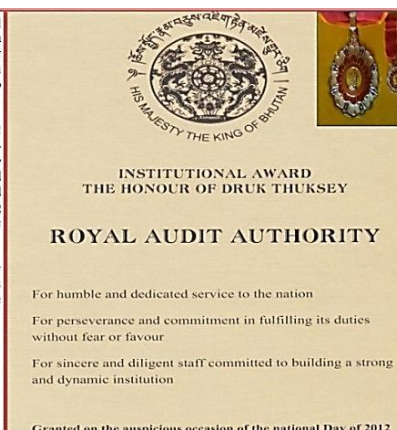 HIS MAJESTY THE KING OF BHUTAN
INSTITUTIONAL AWARD
THE HONOUR OF DRUK THUKSEY
ROYAL AUDIT AUTHORITY
For humble and dedicated service to the nation
For perseverance and commitment in fulfilling its duties
without fear or favour
For sincere and diligent staff committed to building a strong
and dynamic institution
Granted on the auspicious occasion of the national Day of 2012